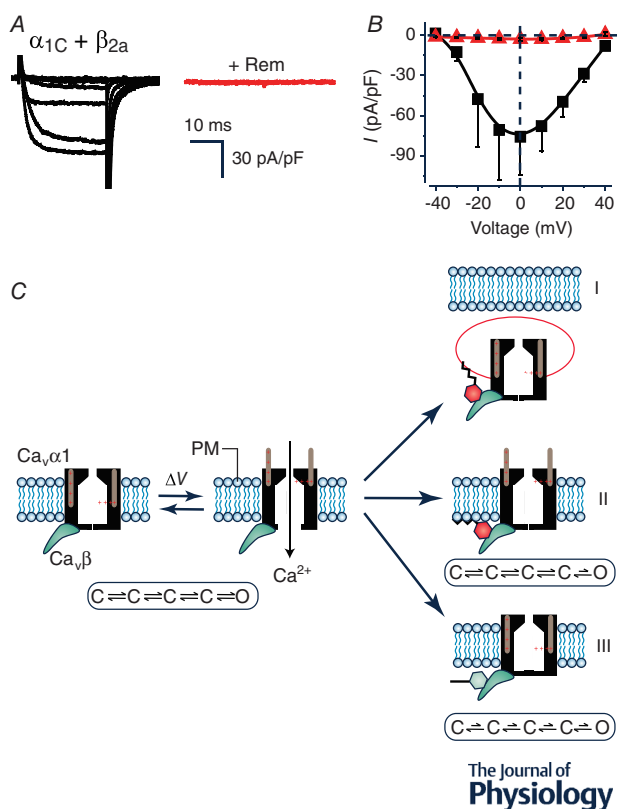 A
α1C + β2a
+ Rem
10 ms
30 pA/pF
B
0
-30
-60
-90
I (pA/pF)
-40 -20 0 20 40
Voltage (mV)
C
I
Cavα1
PM
ΔV
II
Cavβ
Ca2+
C⇌C⇌C⇌C⇌O
C⇌C⇌C⇌C⇌O
III
C⇌C⇌C⇌C⇌O
The Journal of
Physiology